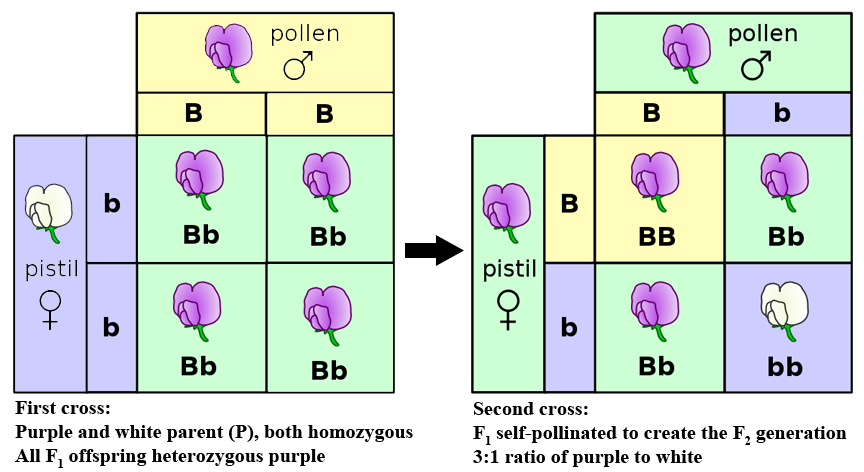 pollen
♂
B B
pistil
♀
b
Bb Bb
b
Bb Bb
First cross:
Purple and white parent (P), both homozygous
All F₁ offspring heterozygous purple
pollen
♂
B b
pistil
♀
B
BB Bb
b
Bb bb
Second cross:
F₁ self-pollinated to create the F₂ generation
3:1 ratio of purple to white